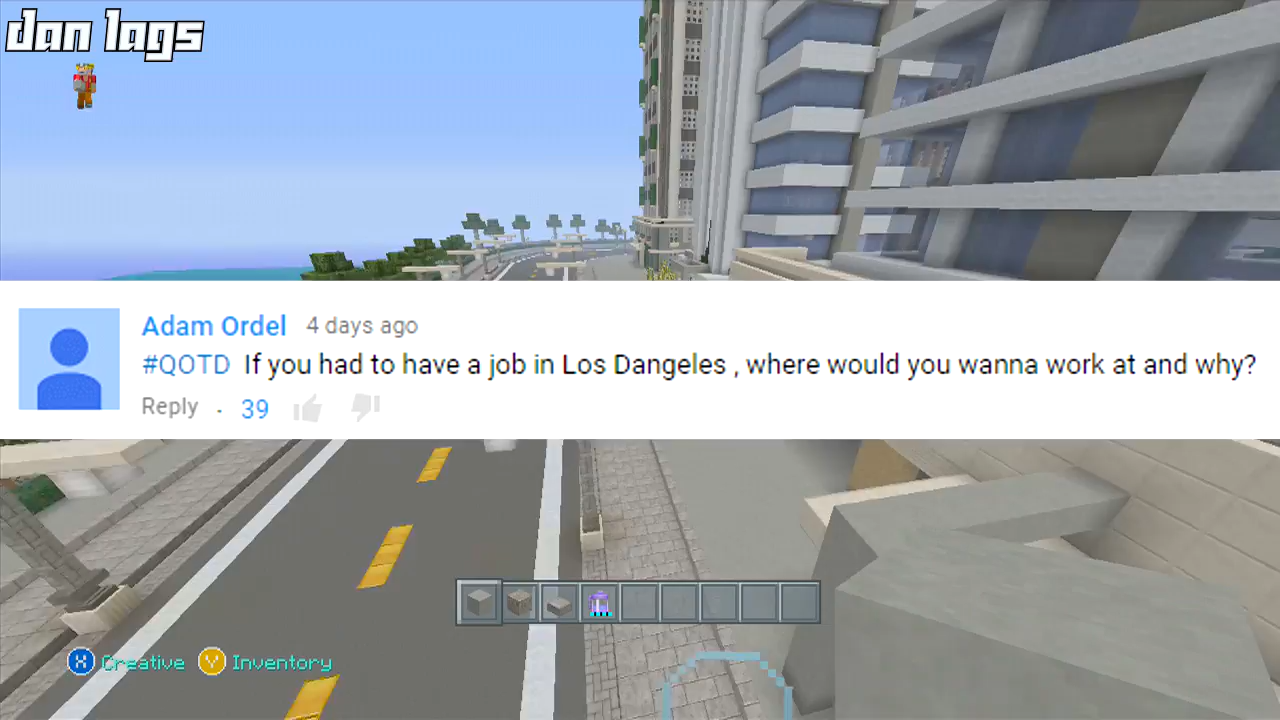 dan lags
Adam Ordel 4 days ago
#QOTD If you had to have a job in Los Dangeles , where would you wanna work at and why?
Reply . 39
X Creative Y Inventory